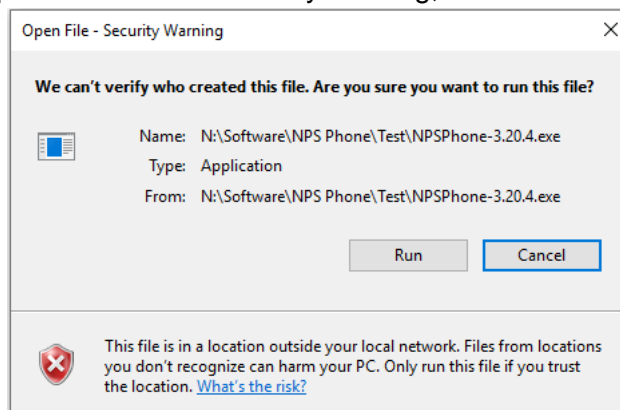 Open File - Security Warning
We can't verify who created this file. Are you sure you want to run this file?
Name: N:\Software\NPS Phone\Test\NPSPhone-3.20.4.exe
Type: Application
From: N:\Software\NPS Phone\Test\NPSPhone-3.20.4.exe
Run Cancel
This file is in a location outside your local network. Files from locations
you don't recognize can harm your PC. Only run this file if you trust
the location. What's the risk?